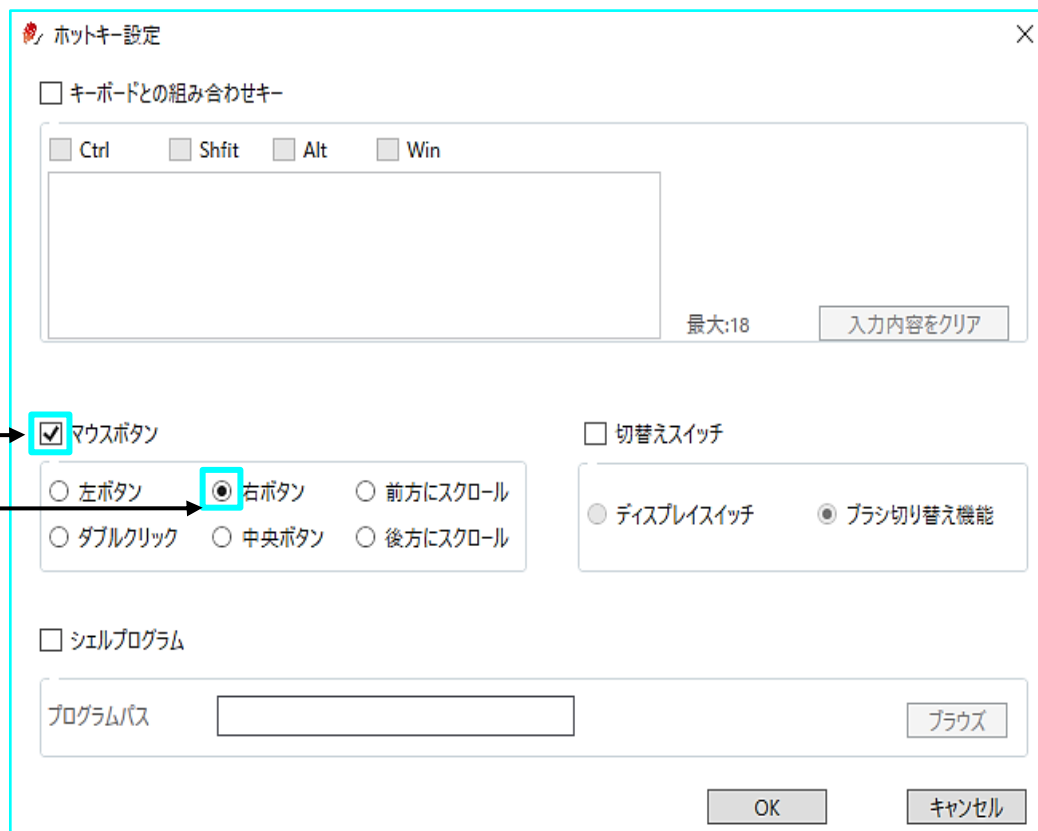 ホットキー設定
キーボードとの組み合わせキー
Ctrl Shfit Alt Win
最大:18 入力内容をクリア
マウスボタン 切替えスイッチ
左ボタン 右ボタン 前方にスクロール
ディスプレイスイッチ ブラシ切り替え機能
ダブルクリック 中央ボタン 後方にスクロール
シェルプログラム
プログラムパス ブラウズ
OK キャンセル